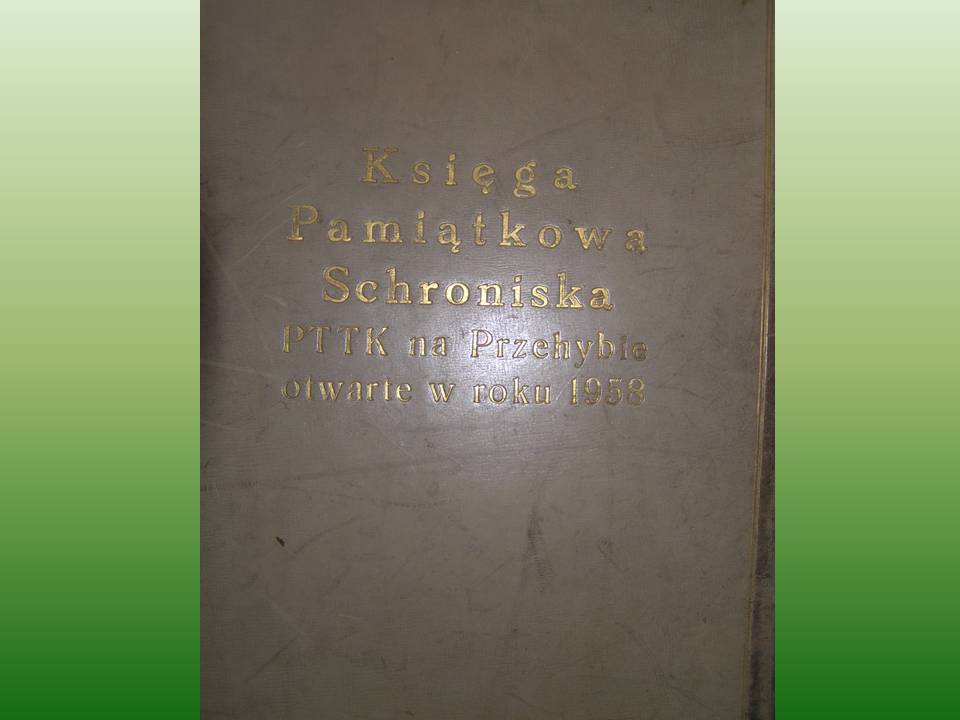 Księga
Pamiątkowa
Schroniska
PTTK na Przehybie
otwarte w roku 1958